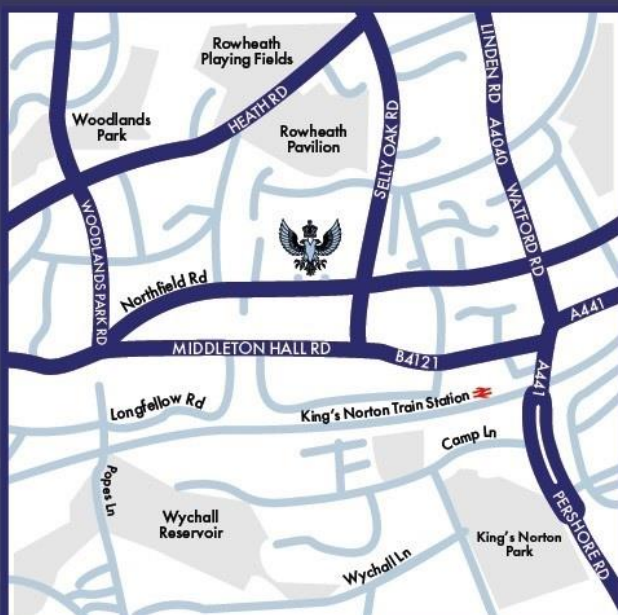 Rowheath
Playing Fields
LINDEN RD
A4040
WATFORD RD
Woodlands
Park
HEATH RD
Rowheath
Pavilion
SELLY OAK RD
WOODLANDS PARK RD
Northfield Rd
MIDDLETON HALL RD
B4121
A441
A441
Longfellow Rd
King's Norton Train Station
Camp Ln
Popes Ln
Wychall
Reservoir
PERSHORE RD
King's Norton
Park
Wychall Ln